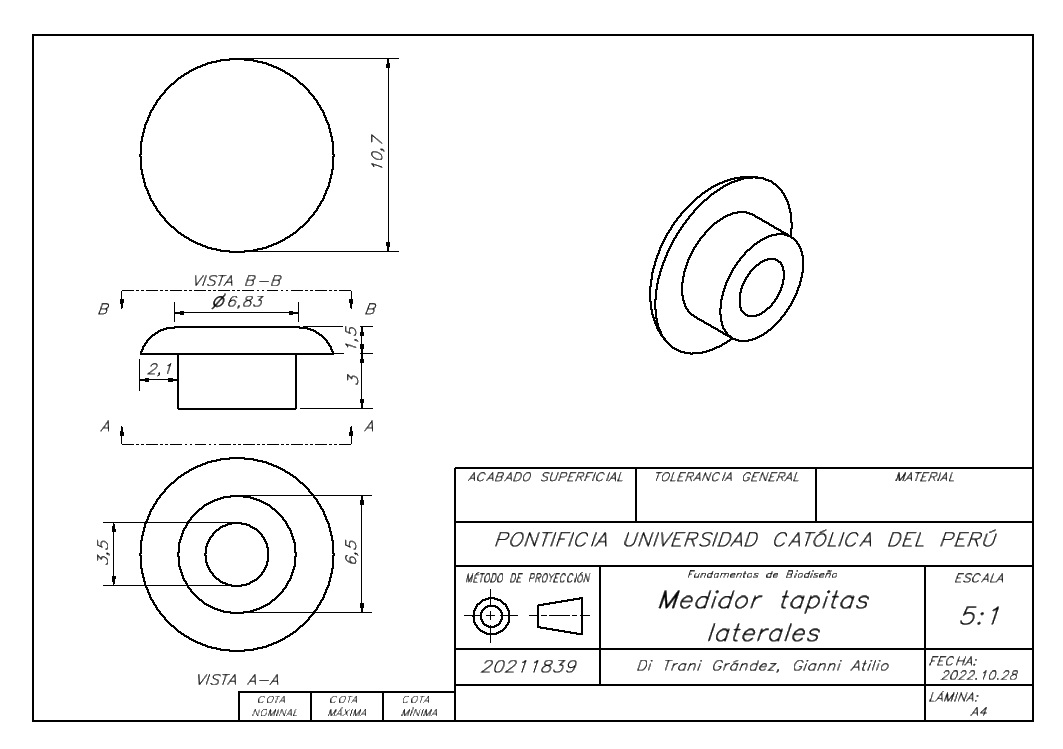 10,7
VISTA B-B
B B
Ø6,83
1,5
2,1
3
A A
3,5
6,5
VISTA A-A
COTA NOMINAL
COTA MÁXIMA
COTA MÍNIMA
ACABADO SUPERFICIAL
TOLERANCIA GENERAL
MATERIAL
PONTIFICIA UNIVERSIDAD CATÓLICA DEL PERÚ
MÉTODO DE PROYECCIÓN
Fundamentos de Biodiseño
Medidor tapitas
laterales
ESCALA
5:1
20211839
Di Trani Grández, Gianni Atilio
FECHA:
2022.10.28
LÁMINA:
A4